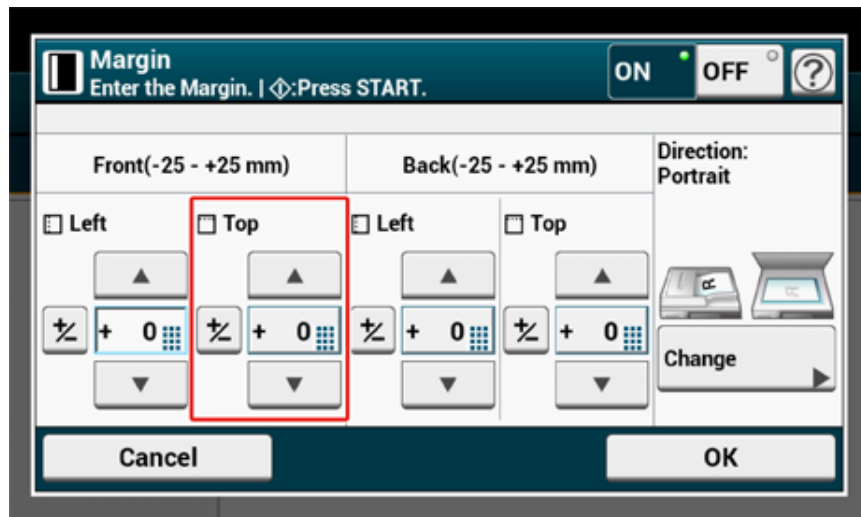 Margin
Enter the Margin. | :Press START.
ON
OFF
?
Front(-25 - +25 mm)
Back(-25 - +25 mm)
Direction:
Portrait
Left
Top
Left
Top
+ 0
+ 0
+ 0
+ 0
Change
R
R
Cancel
OK